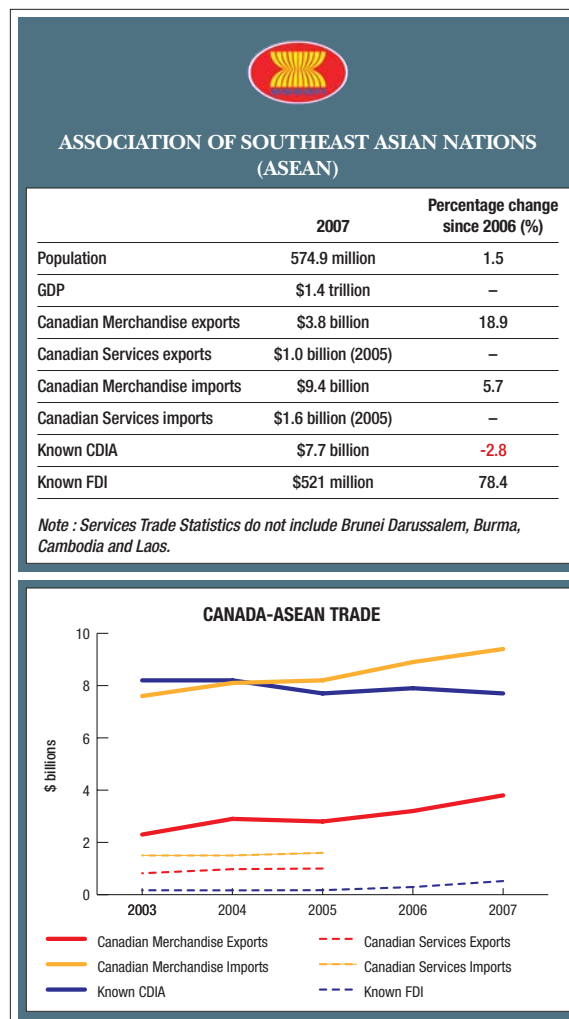 ASSOCIATION OF SOUTHEAST ASIAN NATIONS
(ASEAN)
2007 Percentage change since 2006 (%)
Population 574.9 million 1.5
GDP $1.4 trillion –
Canadian Merchandise exports $3.8 billion 18.9
Canadian Services exports $1.0 billion (2005) –
Canadian Merchandise imports $9.4 billion 5.7
Canadian Services imports $1.6 billion (2005) –
Known CDIA $7.7 billion -2.8
Known FDI $521 million 78.4
Note : Services Trade Statistics do not include Brunei Darussalem, Burma,
Cambodia and Laos.
CANADA-ASEAN TRADE
$ billions
10
8
6
4
2
0
2003 2004 2005 2006 2007
Canadian Merchandise Exports Canadian Services Exports
Canadian Merchandise Imports Canadian Services Imports
Known CDIA Known FDI